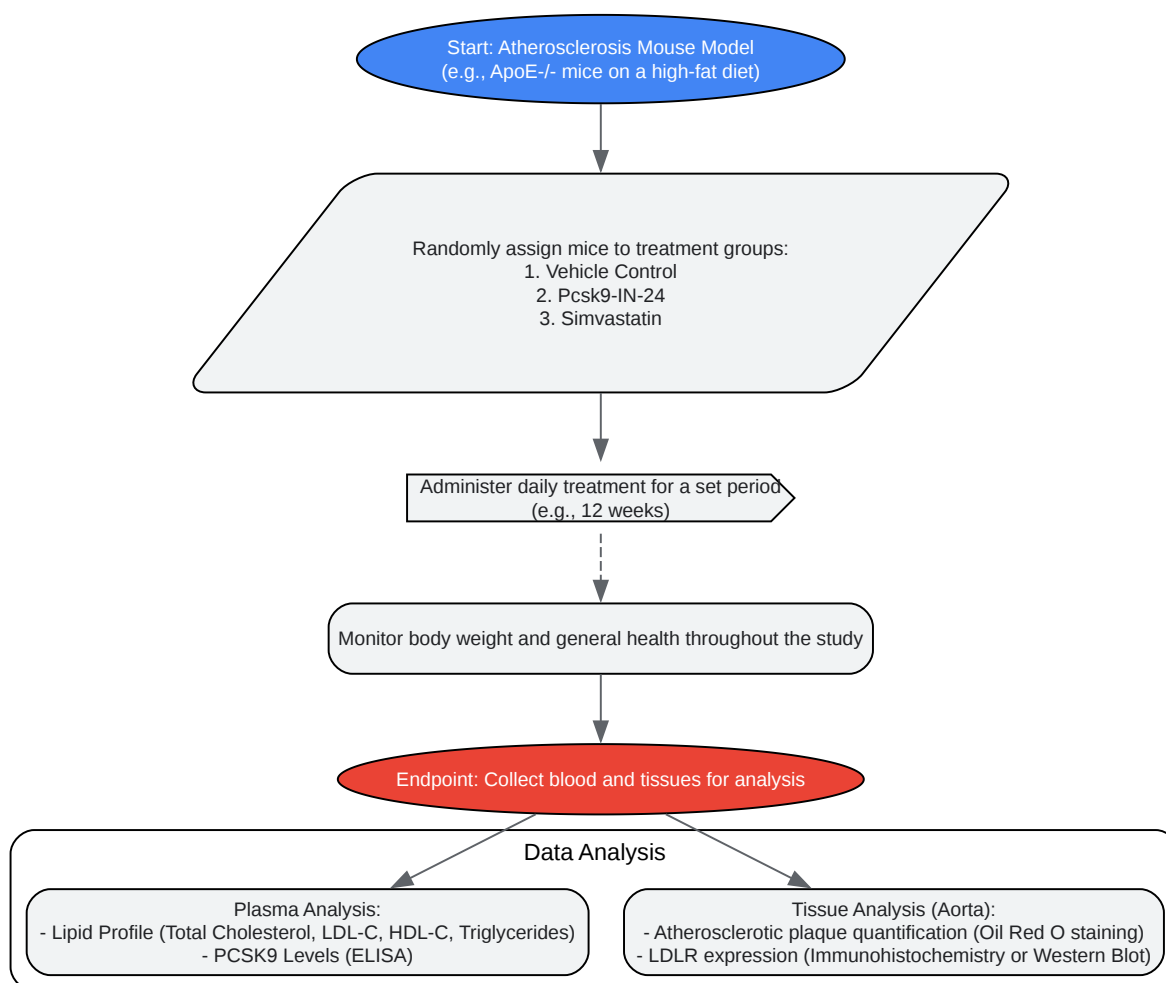 Start: Atherosclerosis Mouse Model
(e.g., ApoE-/- mice on a high-fat diet)
Randomly assign mice to treatment groups:
1. Vehicle Control
2. Pcsk9-IN-24
3. Simvastatin
Administer daily treatment for a set period
(e.g., 12 weeks)
Monitor body weight and general health throughout the study
Endpoint: Collect blood and tissues for analysis
Data Analysis
Plasma Analysis:
- Lipid Profile (Total Cholesterol, LDL-C, HDL-C, Triglycerides)
- PCSK9 Levels (ELISA)
Tissue Analysis (Aorta):
- Atherosclerotic plaque quantification (Oil Red O staining)
- LDLR expression (Immunohistochemistry or Western Blot)